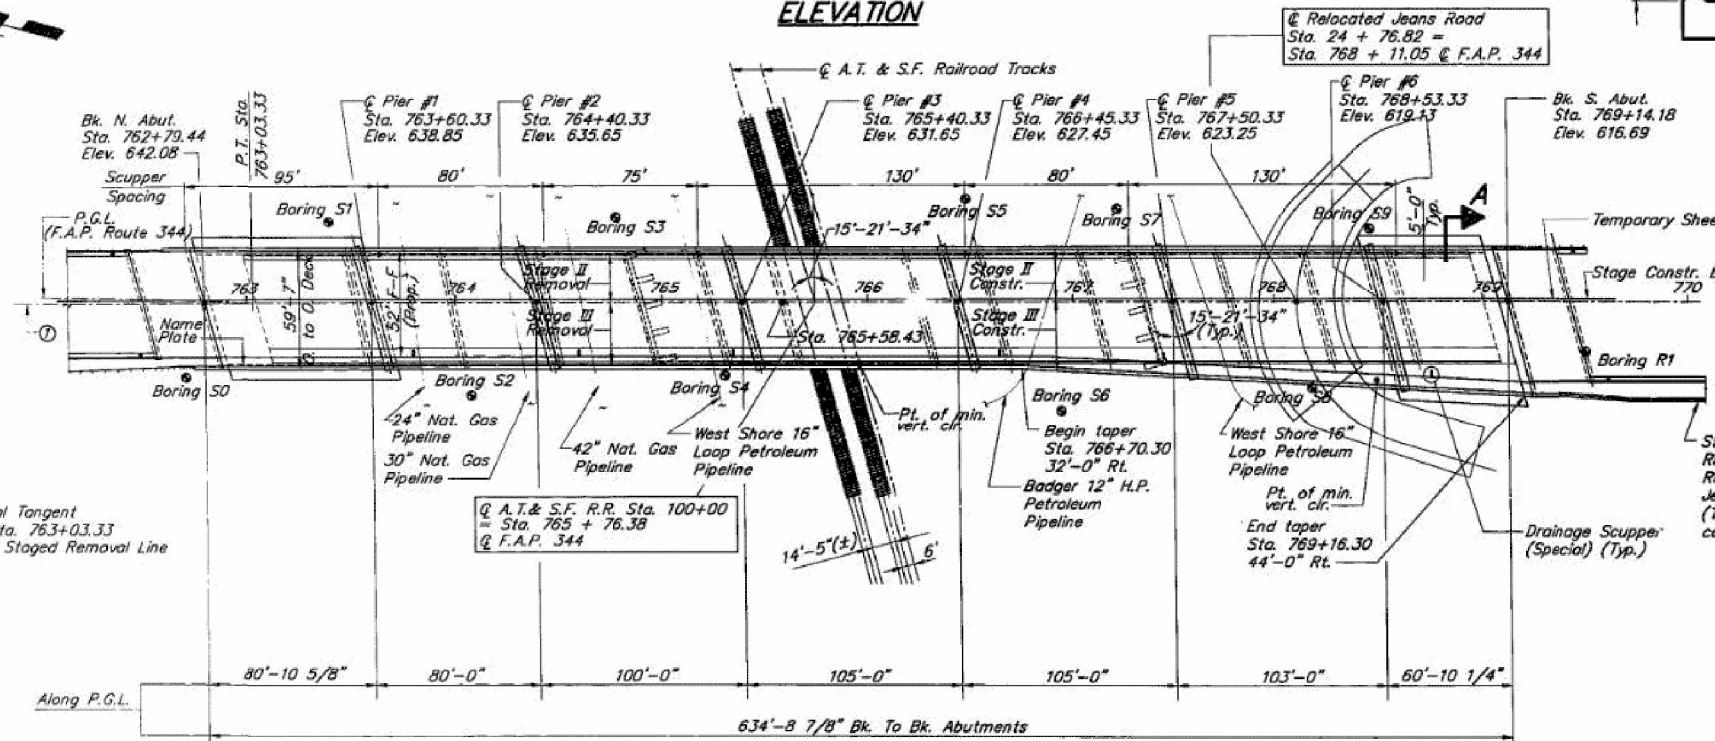 ELEVATION
℄ Relocated Jeans Road
Sta. 24 + 76.82 =
Sta. 768 + 11.05 ℄ F.A.P. 344
℄ A.T. & S.F. Railroad Tracks
Bk. N. Abut.
Sta. 762+79.44
Elev. 642.08
P.T. Sta.
763+03.33
℄ Pier #1
Sta. 763+60.33
Elev. 638.85
℄ Pier #2
Sta. 764+40.33
Elev. 635.65
℄ Pier #3
Sta. 765+40.33
Elev. 631.65
℄ Pier #4
Sta. 766+45.33
Elev. 627.45
℄ Pier #5
Sta. 767+50.33
Elev. 623.25
℄ Pier #6
Sta. 768+53.33
Elev. 619.13
Bk. S. Abut.
Sta. 769+14.18
Elev. 616.69
Scupper
Spacing
95'
80'
75'
130'
80'
130'
5'-0"
Typ.
A
P.G.L.
(F.A.P. Route 344)
Boring S1
Boring S3
15'-21'-34"
Boring S5
Boring S7
Boring S9
Temporary Shee
Stage Constr. L
770
763
764
765
766
767
768
769
59'-7"
O. to O. Deck
52' F-F
(Prop.)
Stage II
Removal
Stage III
Removal
Stage II
Constr.
Stage III
Constr.
Sta. 765+58.43
15'-21'-34"
(Typ.)
1
Name
Plate
Boring R1
Boring S0
Boring S2
Boring S4
Boring S6
Boring S8
24" Nat. Gas
Pipeline
30" Nat. Gas
Pipeline
42" Nat. Gas
Pipeline
West Shore 16"
Loop Petroleum
Pipeline
Pt. of min.
vert. clr.
Begin taper
Sta. 766+70.30
32'-0" Rt.
Badger 12" H.P.
Petroleum
Pipeline
West Shore 16"
Loop Petroleum
Pipeline
Pt. of min.
vert. clr.
End taper
Sta. 769+16.30
44'-0" Rt.
Drainage Scupper
(Special) (Typ.)
℄ A.T.& S.F. R.R. Sta. 100+00
= Sta. 765 + 76.38
℄ F.A.P. 344
14'-5"(±)
6'
al Tangent
ta. 763+03.33
Staged Removal Line
80'-10 5/8"
80'-0"
100'-0"
105'-0"
105'-0"
103'-0"
60'-10 1/4"
Along P.G.L.
634'-8 7/8" Bk. To Bk. Abutments